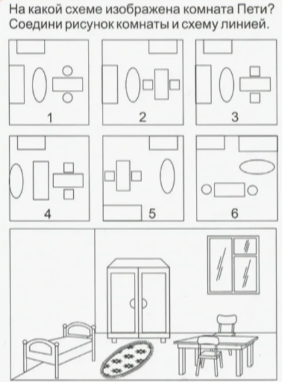 На какой схеме изображена комната Пети?
Соедини рисунок комнаты и схему линией.
1 2 3
4 5 6